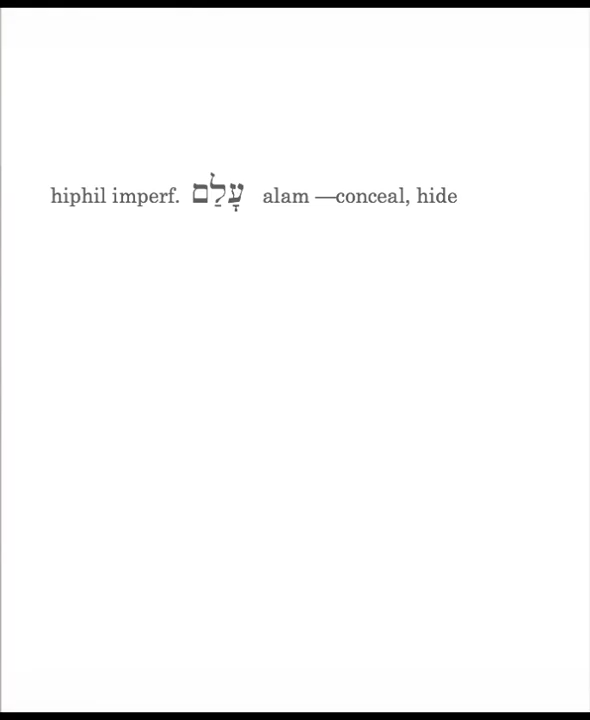 hiphil imperf. עָלַם alam —conceal, hide